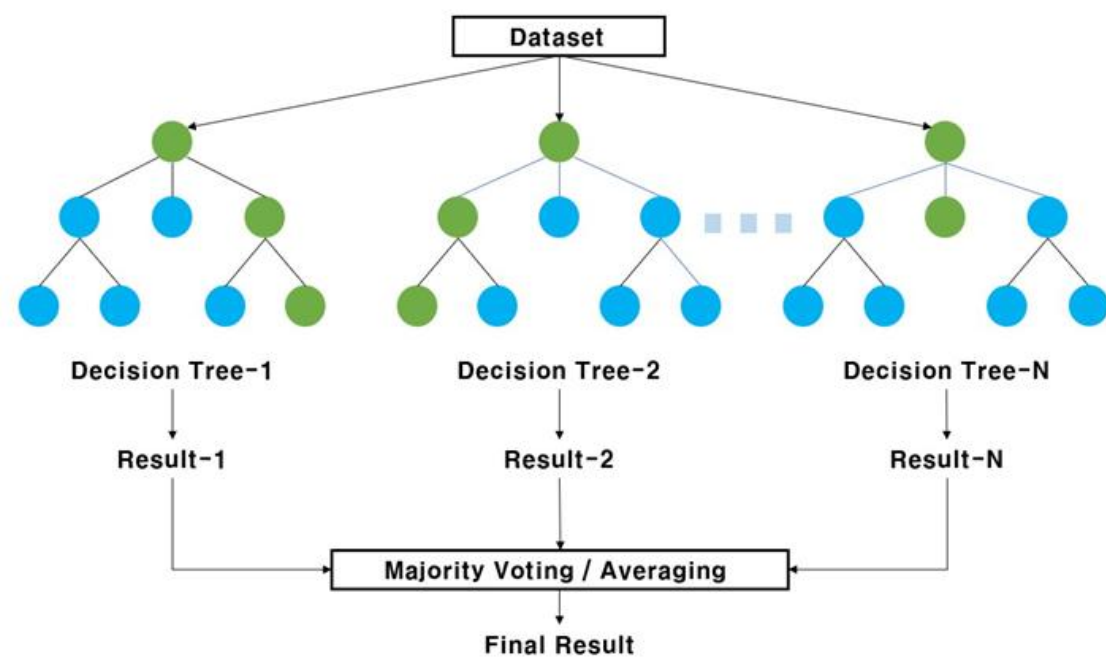 Dataset
Decision Tree-1
Decision Tree-2
Decision Tree-N
Result-1
Result-2
Result-N
Majority Voting / Averaging
Final Result